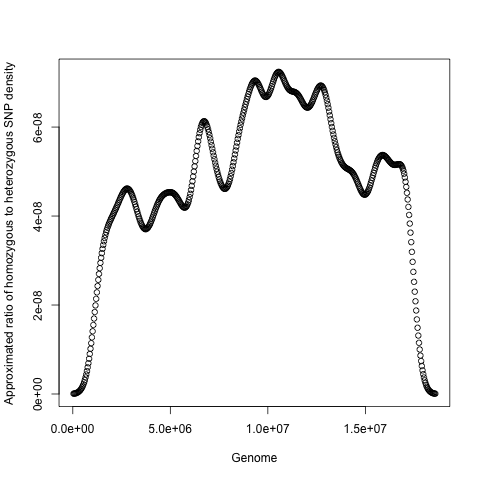 Approximated ratio of homozygous to heterozygous SNP density
6e-08
4e-08
2e-08
0e+00
0.0e+00 5.0e+06 1.0e+07 1.5e+07
Genome